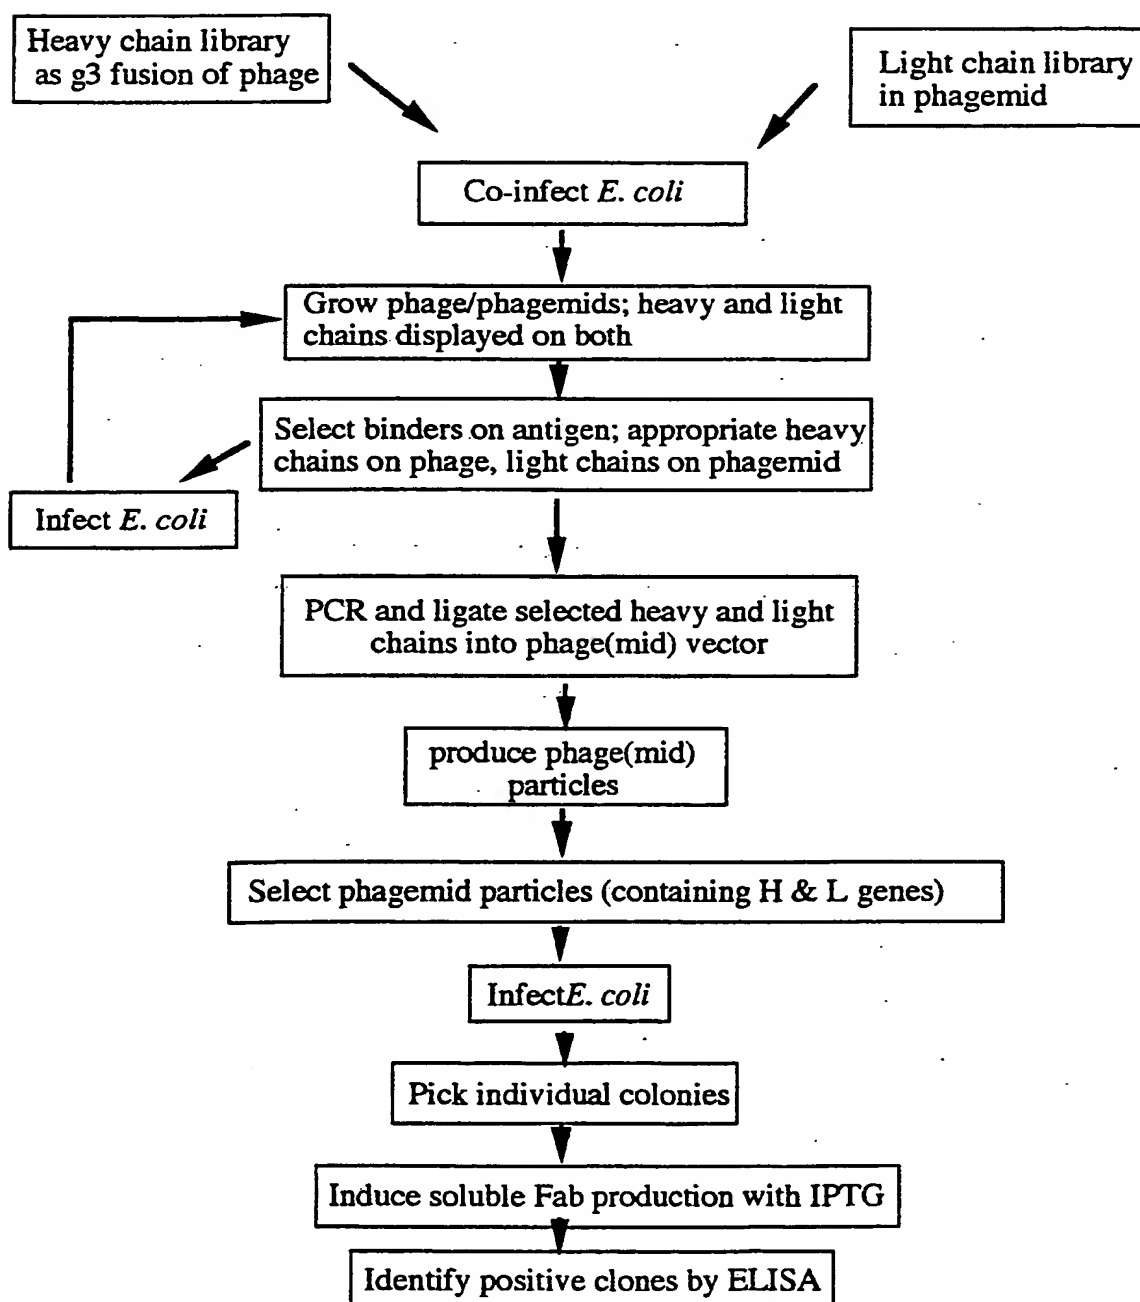 Heavy chain library
as g3 fusion of phage
Light chain library
in phagemid
Co-infect E. coli
Grow phage/phagemids; heavy and light
chains displayed on both
Select binders on antigen; appropriate heavy
chains on phage, light chains on phagemid
Infect E. coli
PCR and ligate selected heavy and light
chains into phage(mid) vector
produce phage(mid)
particles
Select phagemid particles (containing H & L genes)
InfectE. coli
Pick individual colonies
Induce soluble Fab production with IPTG
Identify positive clones by ELISA